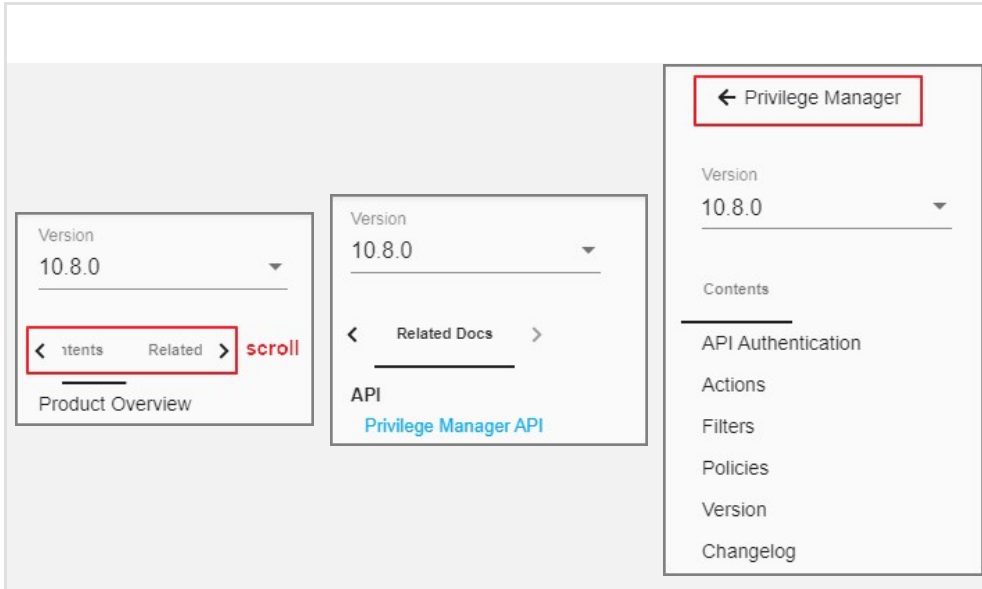 Version
10.8.0
ntents Related scroll
Product Overview
Version
10.8.0
Related Docs
API
Privilege Manager API
Privilege Manager
Version
10.8.0
Contents
API Authentication
Actions
Filters
Policies
Version
Changelog